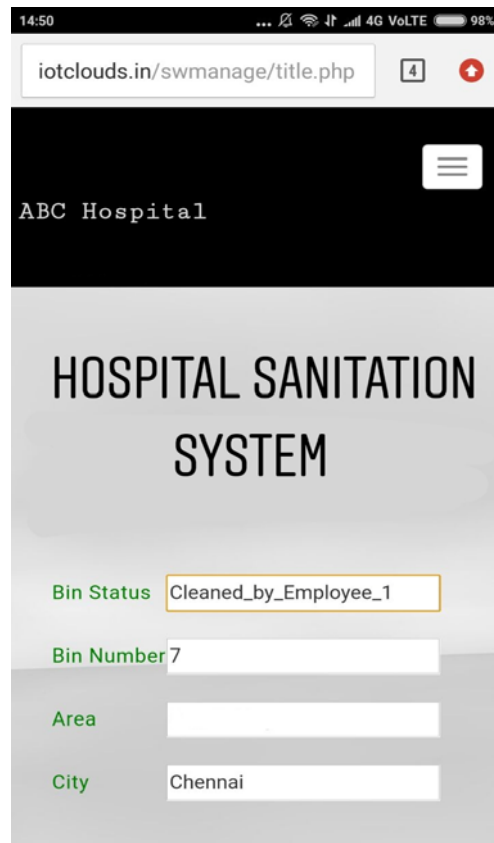 14:50 ... 4G VoLTE 98%
iotclouds.in/swmanage/title.php 4
ABC Hospital
HOSPITAL SANITATION
SYSTEM
Bin Status Cleaned_by_Employee_1
Bin Number 7
Area
City Chennai